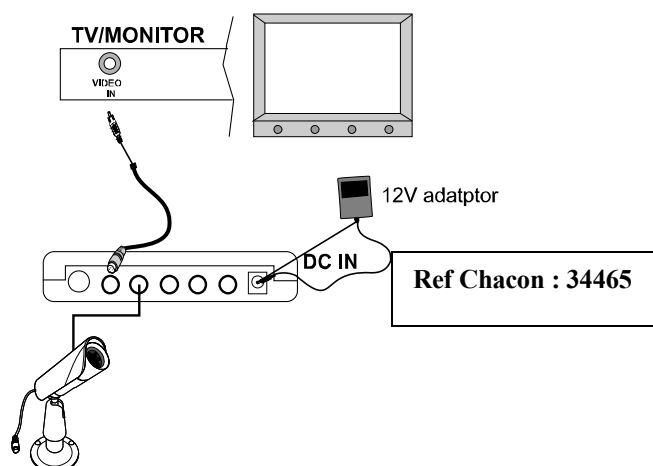 TV/MONITOR
VIDEO
IN
12V adatptor
DC IN
Ref Chacon : 34465